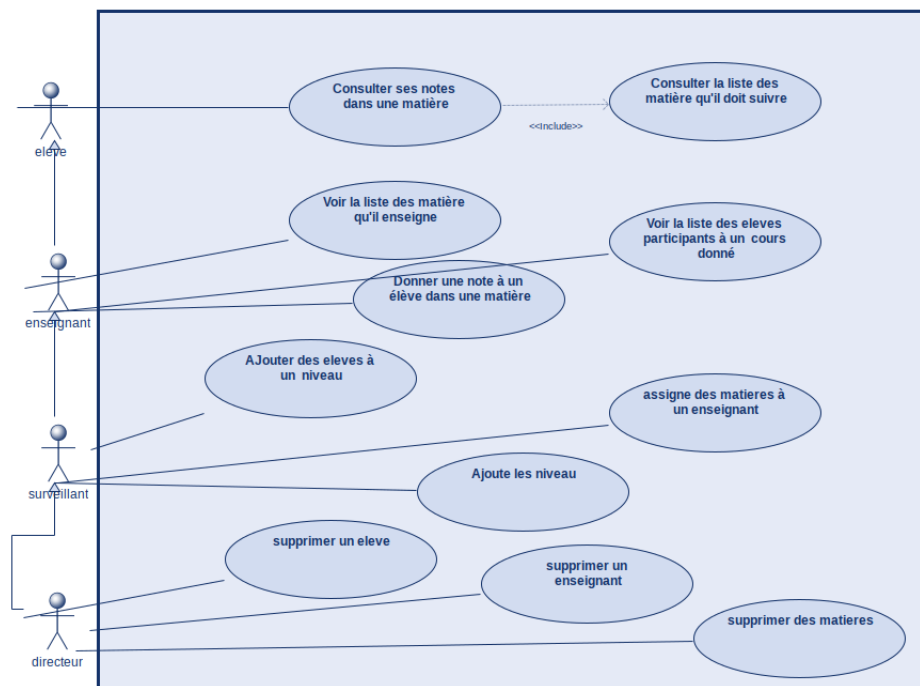 Consulter ses notes
dans une matière
Consulter la liste des
matière qu'il doit suivre
<<Include>>
eleve
Voir la liste des matière
qu'il enseigne
Voir la liste des eleves
participants à un cours
donné
Donner une note à un
élève dans une matière
enseignant
AJouter des eleves à
un niveau
assigne des matieres à
un enseignant
Ajoute les niveau
surveillant
supprimer un eleve
supprimer un
enseignant
supprimer des matieres
directeur